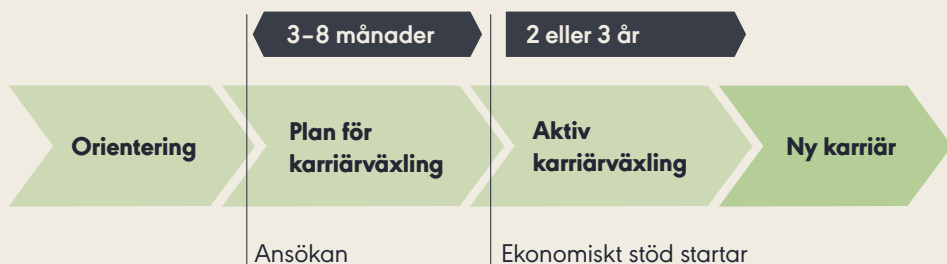 3–8 månader
2 eller 3 år
Orientering
Plan för
karriärväxling
Aktiv
karriärväxling
Ny karriär
Ansökan
Ekonomiskt stöd startar